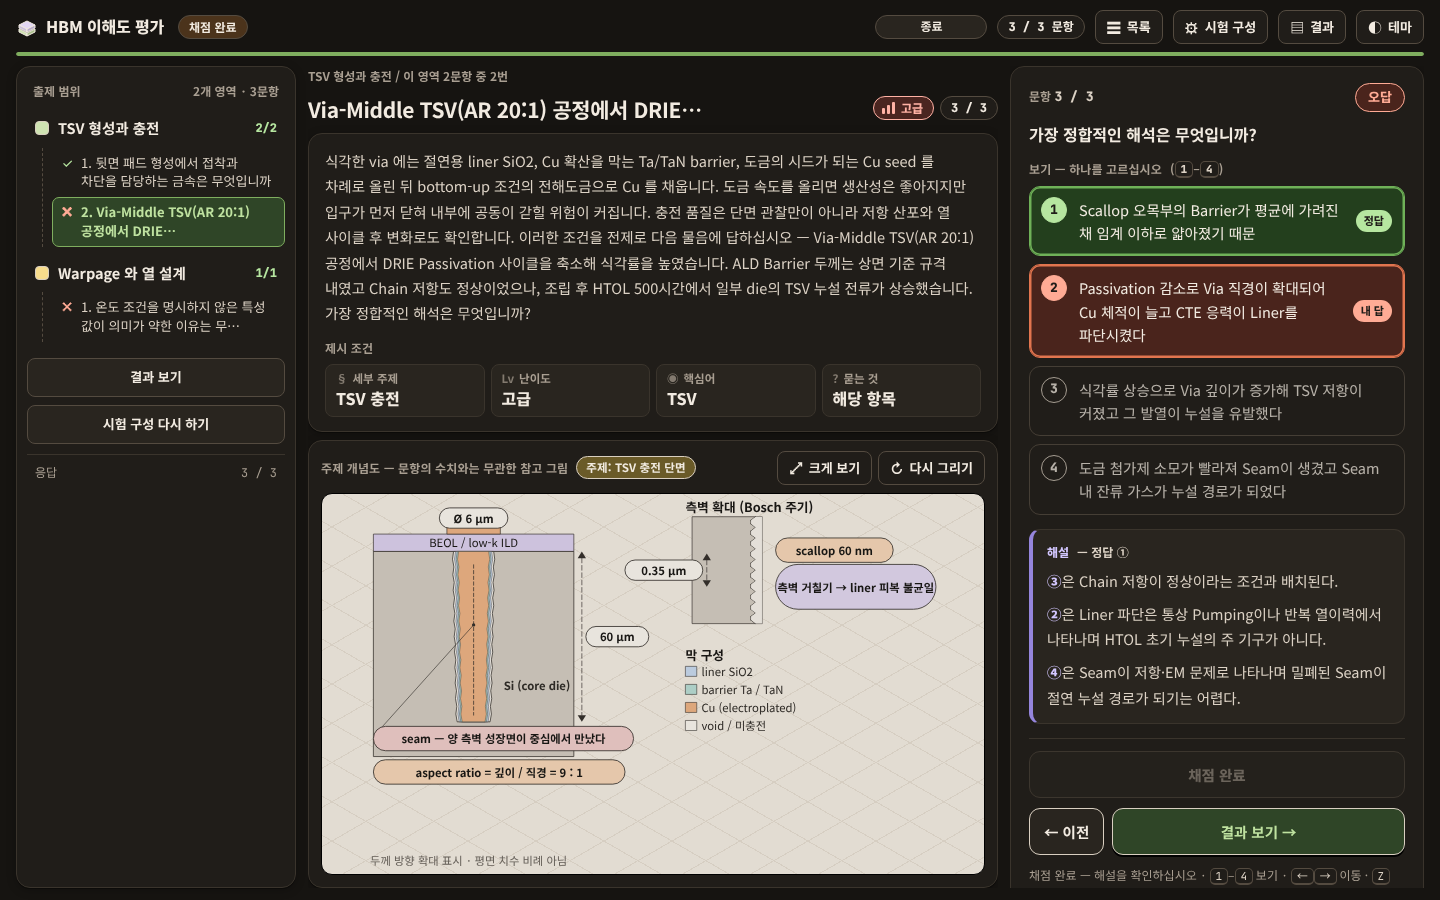 HBM 이해도 평가
채점 완료
종료
3 / 3 문항
목록
시험 구성
결과
테마
출제 범위
2개 영역 · 3문항
TSV 형성과 충전
2/2
1. 뒷면 패드 형성에서 접착과
차단을 담당하는 금속은 무엇입니까
2. Via-Middle TSV(AR 20:1)
공정에서 DRIE…
Warpage 와 열 설계
1/1
1. 온도 조건을 명시하지 않은 특성
값이 의미가 약한 이유는 무…
결과 보기
시험 구성 다시 하기
응답
3 / 3
TSV 형성과 충전 / 이 영역 2문항 중 2번
Via-Middle TSV(AR 20:1) 공정에서 DRIE…
고급
3 / 3
식각한 via 에는 절연용 liner SiO2, Cu 확산을 막는 Ta/TaN barrier, 도금의 시드가 되는 Cu seed 를
차례로 올린 뒤 bottom-up 조건의 전해도금으로 Cu 를 채웁니다. 도금 속도를 올리면 생산성은 좋아지지만
입구가 먼저 닫혀 내부에 공동이 갇힐 위험이 커집니다. 충전 품질은 단면 관찰만이 아니라 저항 산포와 열
사이클 후 변화로도 확인합니다. 이러한 조건을 전제로 다음 물음에 답하십시오 — Via-Middle TSV(AR 20:1)
공정에서 DRIE Passivation 사이클을 축소해 식각률을 높였습니다. ALD Barrier 두께는 상면 기준 규격
내였고 Chain 저항도 정상이었으나, 조립 후 HTOL 500시간에서 일부 die의 TSV 누설 전류가 상승했습니다.
가장 정합적인 해석은 무엇입니까?
제시 조건
§ 세부 주제
TSV 충전
Lv 난이도
고급
◉ 핵심어
TSV
? 묻는 것
해당 항목
주제 개념도 — 문항의 수치와는 무관한 참고 그림
주제: TSV 충전 단면
크게 보기
다시 그리기
Ø 6 µm
BEOL / low-k ILD
60 µm
Si (core die)
seam — 양 측벽 성장면이 중심에서 만났다
aspect ratio = 깊이 / 직경 = 9 : 1
측벽 확대 (Bosch 주기)
0.35 µm
scallop 60 nm
측벽 거칠기 → liner 피복 불균일
막 구성
liner SiO2
barrier Ta / TaN
Cu (electroplated)
void / 미충전
두께 방향 확대 표시 · 평면 치수 비례 아님
문항 3 / 3
오답
가장 정합적인 해석은 무엇입니까?
보기 — 하나를 고르십시오 (1–4)
1
Scallop 오목부의 Barrier가 평균에 가려진
채 임계 이하로 얇아졌기 때문
정답
2
Passivation 감소로 Via 직경이 확대되어
Cu 체적이 늘고 CTE 응력이 Liner를
파단시켰다
내 답
3
식각률 상승으로 Via 깊이가 증가해 TSV 저항이
커졌고 그 발열이 누설을 유발했다
4
도금 첨가제 소모가 빨라져 Seam이 생겼고 Seam
내 잔류 가스가 누설 경로가 되었다
해설 — 정답 ①
③은 Chain 저항이 정상이라는 조건과 배치된다.
②은 Liner 파단은 통상 Pumping이나 반복 열이력에서
나타나며 HTOL 초기 누설의 주 기구가 아니다.
④은 Seam이 저항·EM 문제로 나타나며 밀폐된 Seam이
절연 누설 경로가 되기는 어렵다.
채점 완료
← 이전
결과 보기 →
채점 완료 — 해설을 확인하십시오 · 1–4 보기 · ← → 이동 · Z